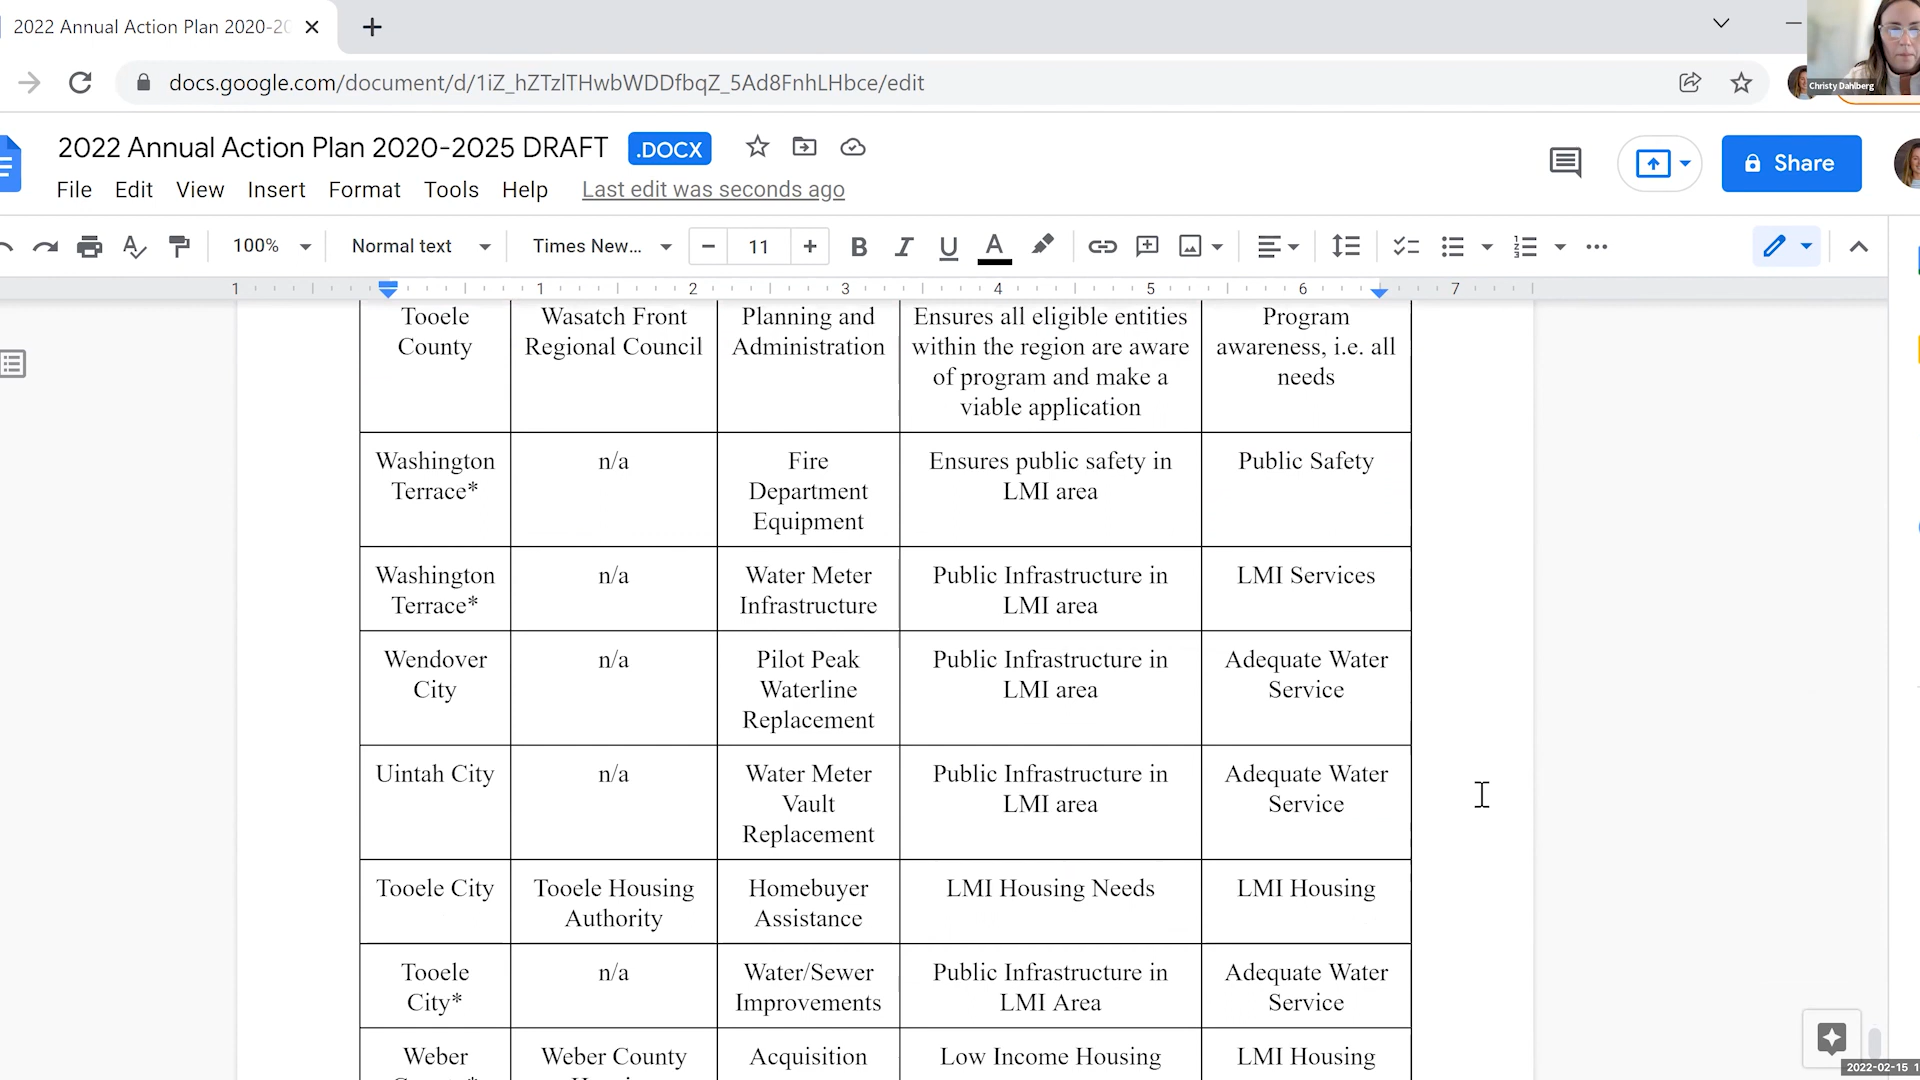 2022 Annual Action Plan 2020-20
docs.google.com/document/d/1iZ_hZTzlTHwbWDDfbqZ_5Ad8FnhLHbce/edit
Christy Dahlberg
2022 Annual Action Plan 2020-2025 DRAFT .DOCX
Share
File Edit View Insert Format Tools Help Last edit was seconds ago
100% Normal text Times New... 11
1 1 2 3 4 5 6 7
Tooele Wasatch Front Planning and Ensures all eligible entities Program
County Regional Council Administration within the region are aware awareness, i.e. all
of program and make a needs
viable application
Washington n/a Fire Ensures public safety in Public Safety
Terrace* Department LMI area
Equipment
Washington n/a Water Meter Public Infrastructure in LMI Services
Terrace* Infrastructure LMI area
Wendover n/a Pilot Peak Public Infrastructure in Adequate Water
City Waterline LMI area Service
Replacement
Uintah City n/a Water Meter Public Infrastructure in Adequate Water
Vault LMI area Service
Replacement
Tooele City Tooele Housing Homebuyer LMI Housing Needs LMI Housing
Authority Assistance
Tooele n/a Water/Sewer Public Infrastructure in Adequate Water
City* Improvements LMI Area Service
Weber Weber County Acquisition Low Income Housing LMI Housing
2022-02-15